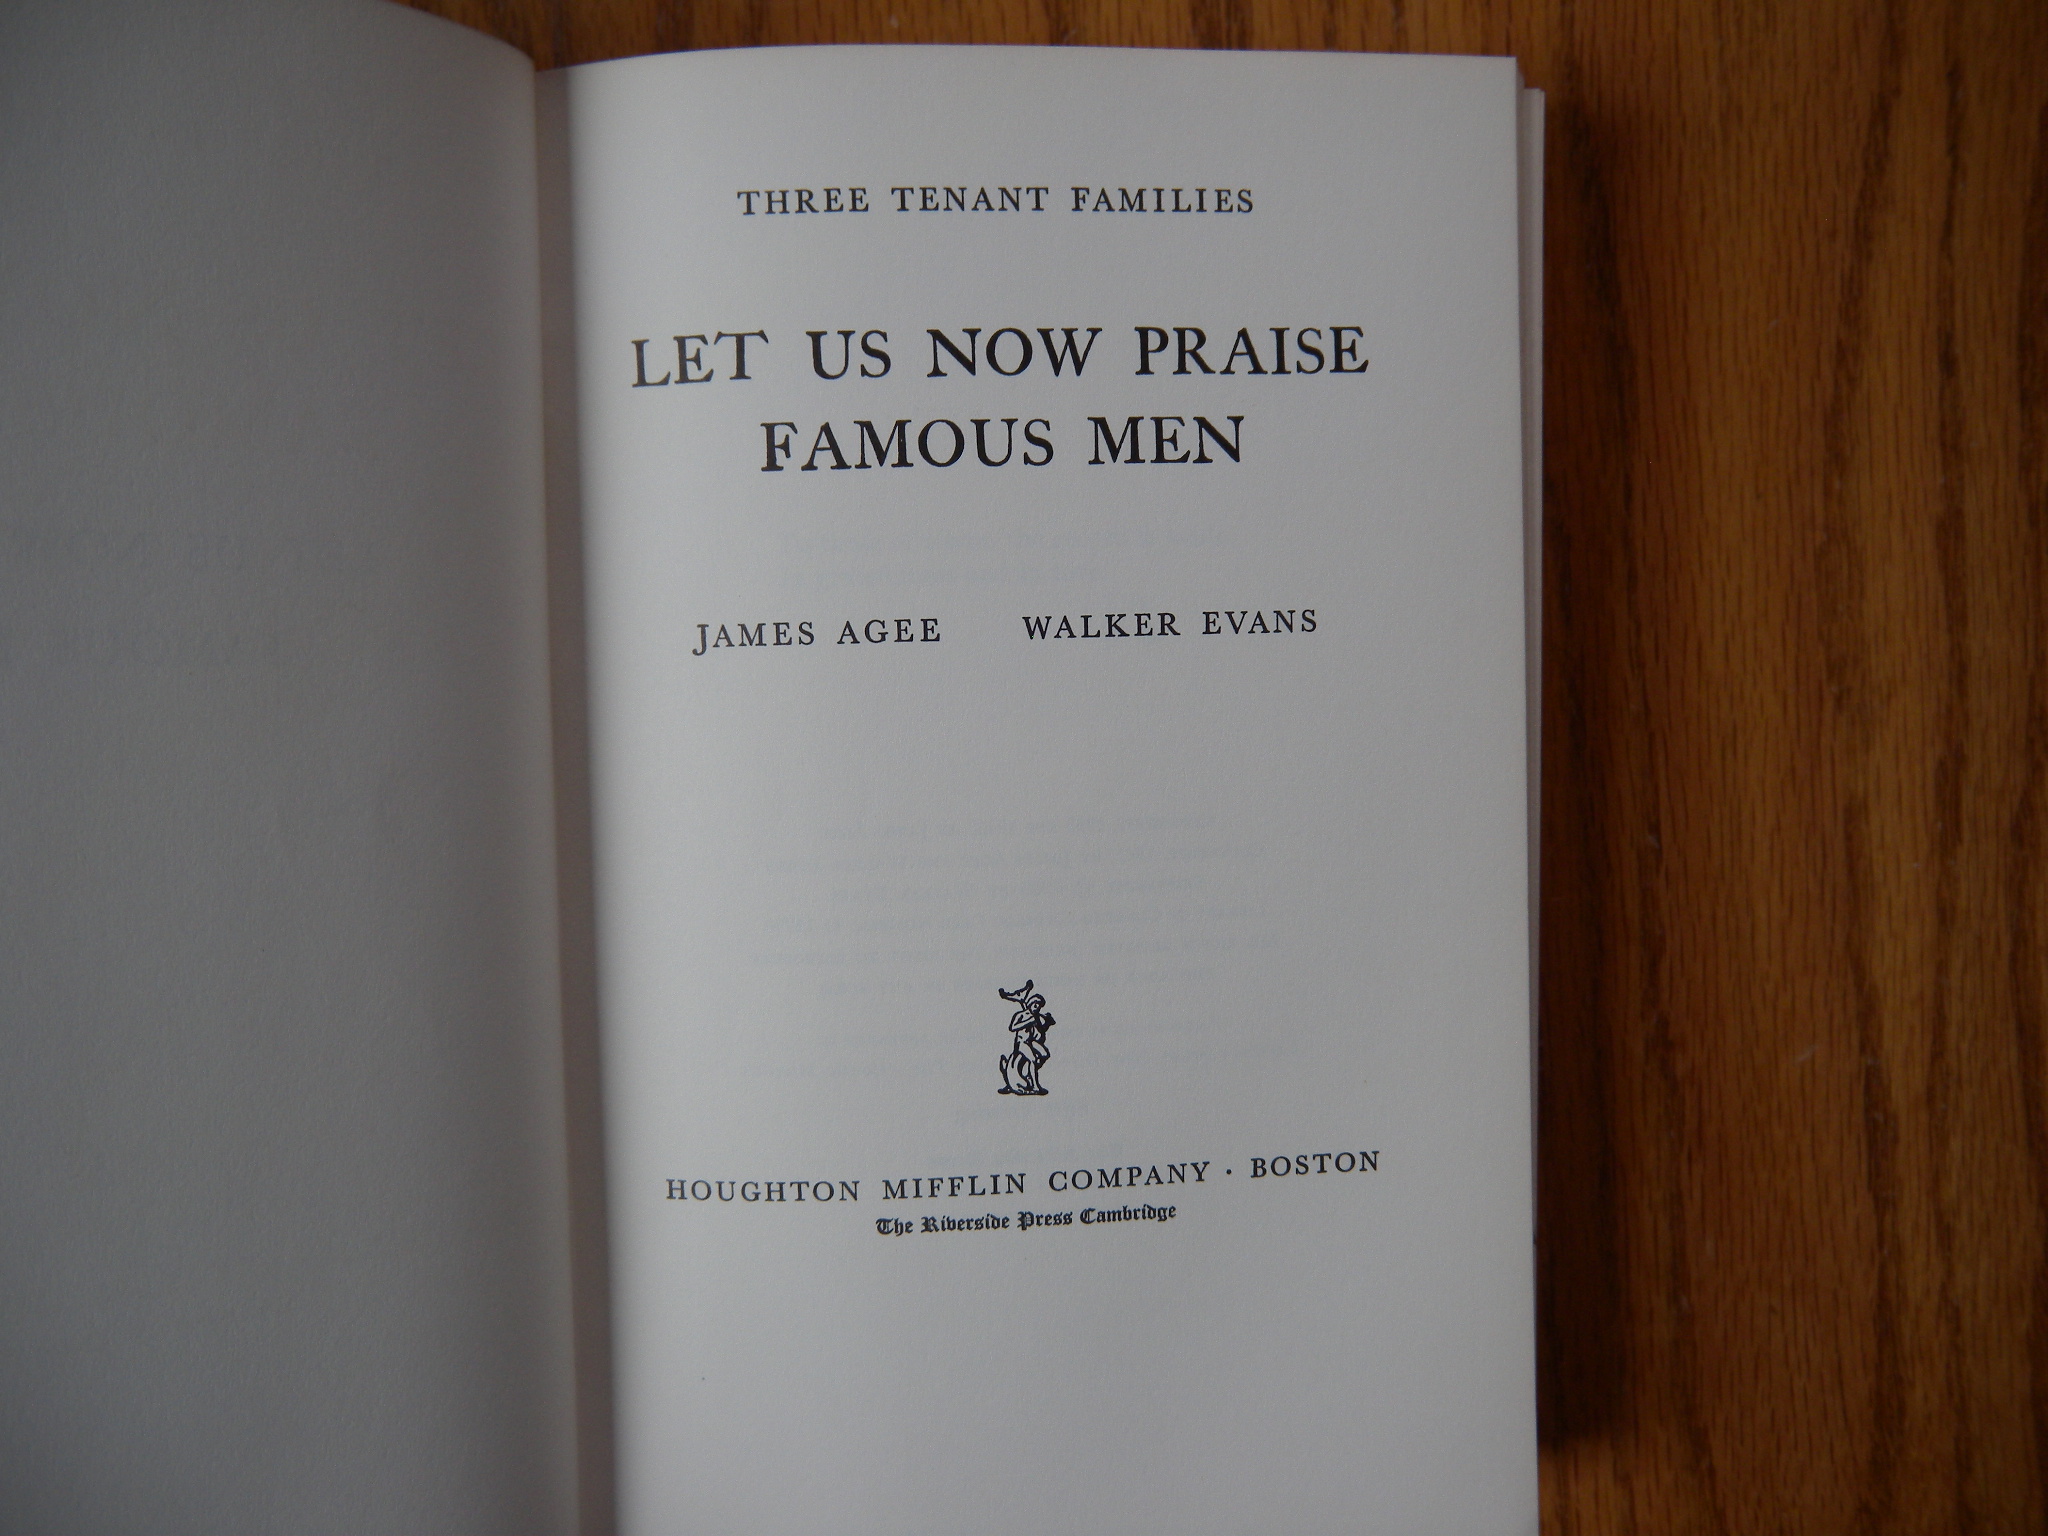 THREE TENANT FAMILIES
LET US NOW PRAISE
FAMOUS MEN
JAMES AGEE WALKER EVANS
HOUGHTON MIFFLIN COMPANY · BOSTON
The Riverside Press Cambridge